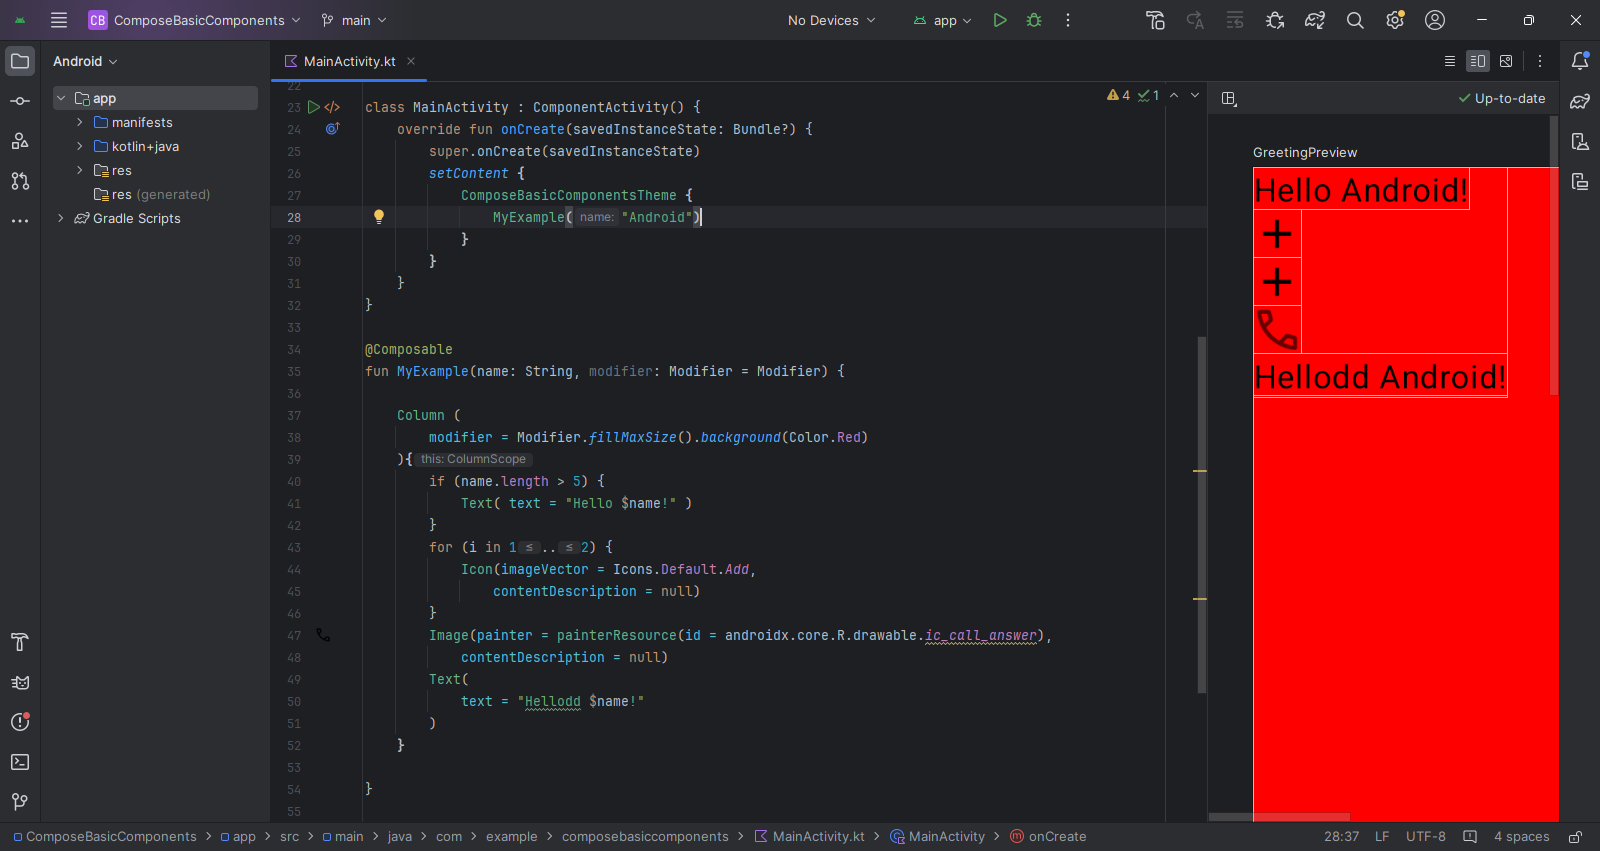 CB ComposeBasicComponents main No Devices app
Android
MainActivity.kt
app
manifests
kotlin+java
res
res (generated)
Gradle Scripts
22
23 class MainActivity : ComponentActivity() {
24 override fun onCreate(savedInstanceState: Bundle?) {
25 super.onCreate(savedInstanceState)
26 setContent {
27 ComposeBasicComponentsTheme {
28 MyExample( name: "Android")
29 }
30 }
31 }
32 }
33
34 @Composable
35 fun MyExample(name: String, modifier: Modifier = Modifier) {
36
37 Column (
38 modifier = Modifier.fillMaxSize().background(Color.Red)
39 ){ this: ColumnScope
40 if (name.length > 5) {
41 Text( text = "Hello $name!" )
42 }
43 for (i in 1 ≤ .. ≤ 2) {
44 Icon(imageVector = Icons.Default.Add,
45 contentDescription = null)
46 }
47 Image(painter = painterResource(id = androidx.core.R.drawable.ic_call_answer),
48 contentDescription = null)
49 Text(
50 text = "Hellodd $name!"
51 )
52 }
53
54 }
55
4 1
Up-to-date
GreetingPreview
Hello Android!
Hellodd Android!
ComposeBasicComponents > app > src > main > java > com > example > composebasiccomponents > MainActivity.kt > MainActivity > onCreate
28:37 LF UTF-8 4 spaces